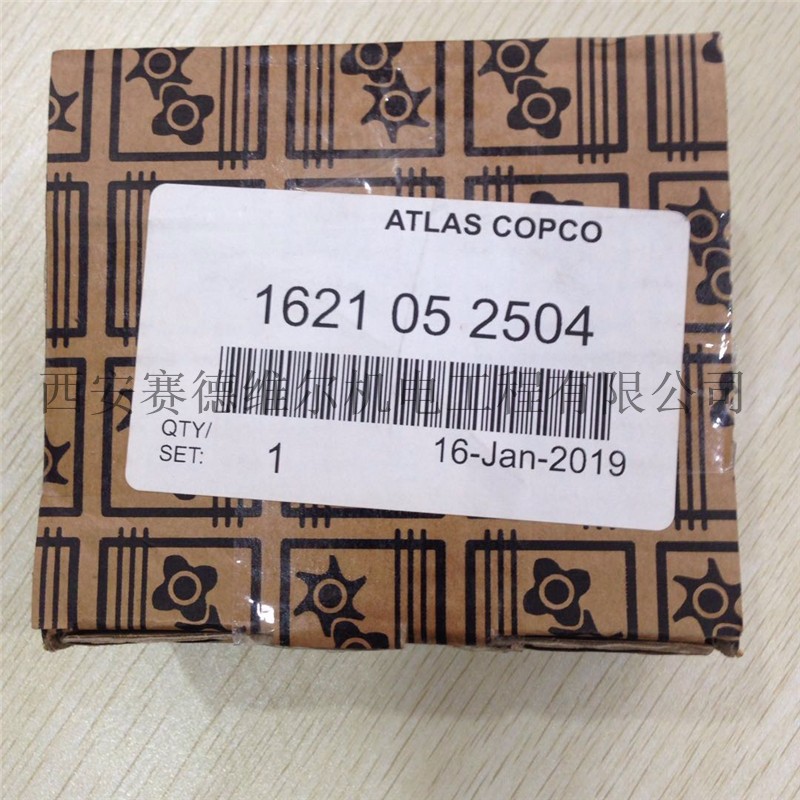 ATLAS COPCO
1621 05 2504
西安赛德维尔机电工程有限公司
QTY/
SET:
1
16-Jan-2019